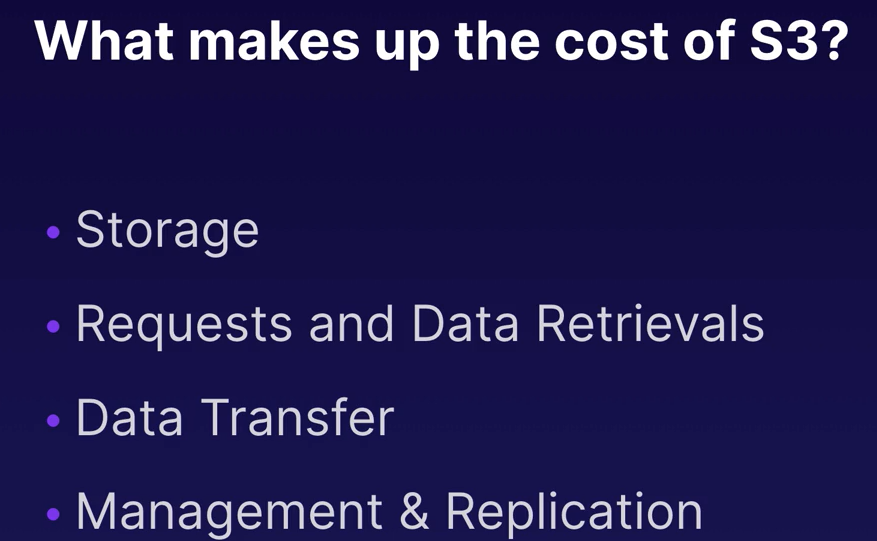 What makes up the cost of S3?
• Storage
• Requests and Data Retrievals
• Data Transfer
• Management & Replication